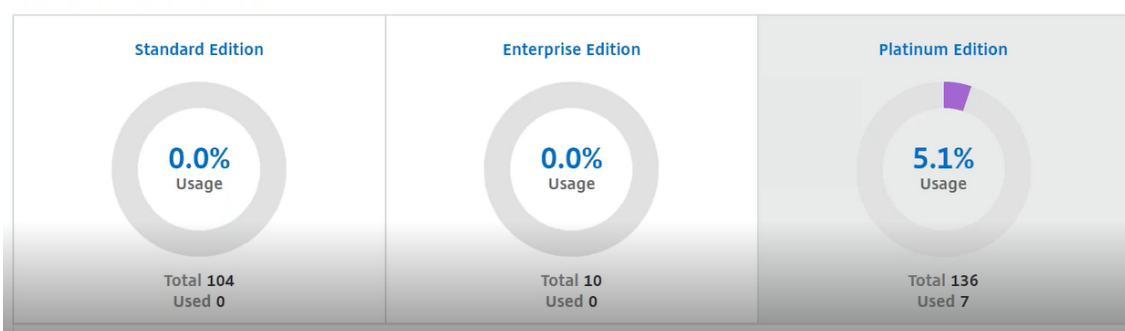 Standard Edition
0.0%
Usage
Total 104
Used 0
Enterprise Edition
0.0%
Usage
Total 10
Used 0
Platinum Edition
5.1%
Usage
Total 136
Used 7